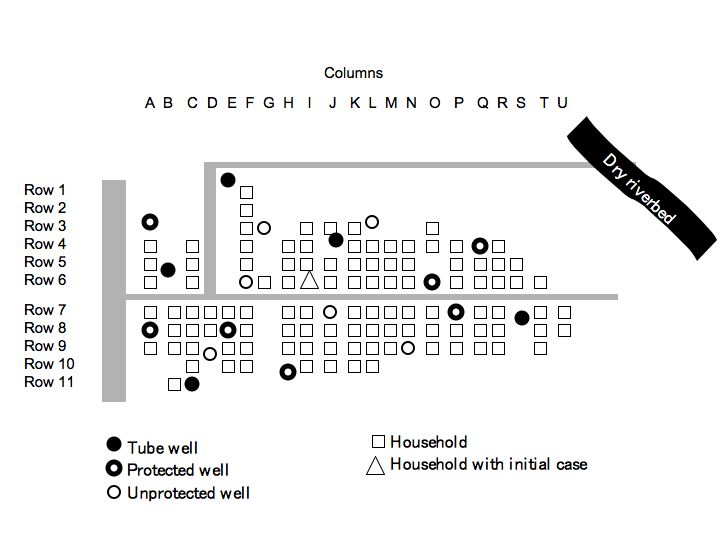 Columns
A B C D E F G H I J K L M N O P Q R S T U
Dry riverbed
Row 1
Row 2
Row 3
Row 4
Row 5
Row 6
Row 7
Row 8
Row 9
Row 10
Row 11
Tube well
Protected well
Unprotected well
Household
Household with initial case